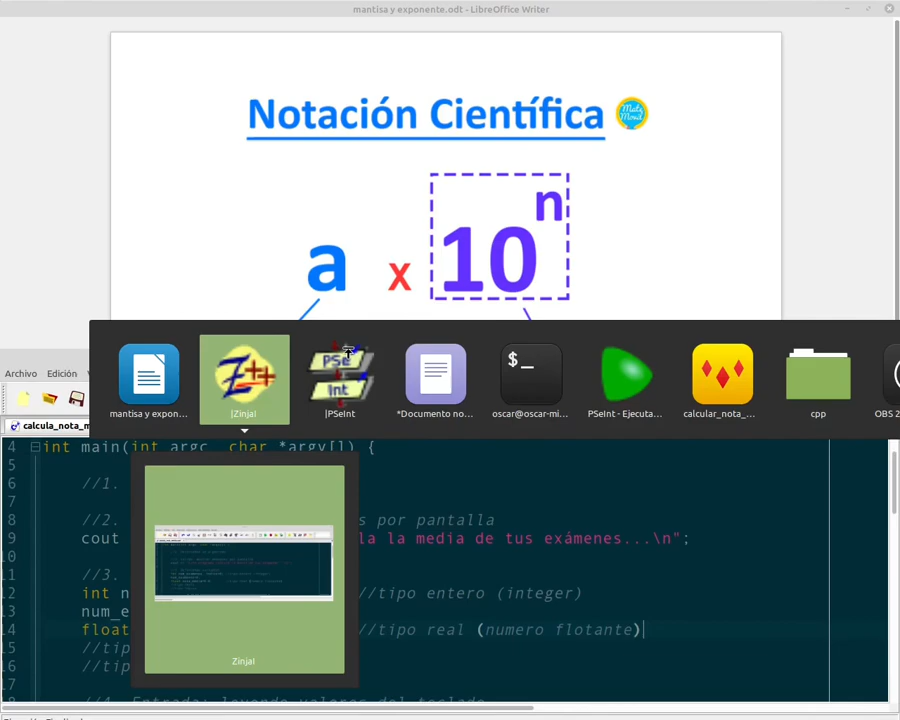 mantisa y exponente.odt - LibreOffice Writer
Notación Científica
Mate Movil
a x 10 n
Archivo Edición
mantisa y expon... |Zinjal |PSeInt *Documento no... oscar@oscar-mi... PSeInt - Ejecuta... calcular_nota_... cpp OBS 2
calcula_nota_m
4 int main(int argc, char *argv[]) {
5
6 //1.
7
8 //2. s por pantalla
9 cout la la media de tus exámenes...\n";
10
11 //3.
12 int n //tipo entero (integer)
13 num_e
14 float //tipo real (numero flotante)
15 //tip
16 //tip
17
Zinjal